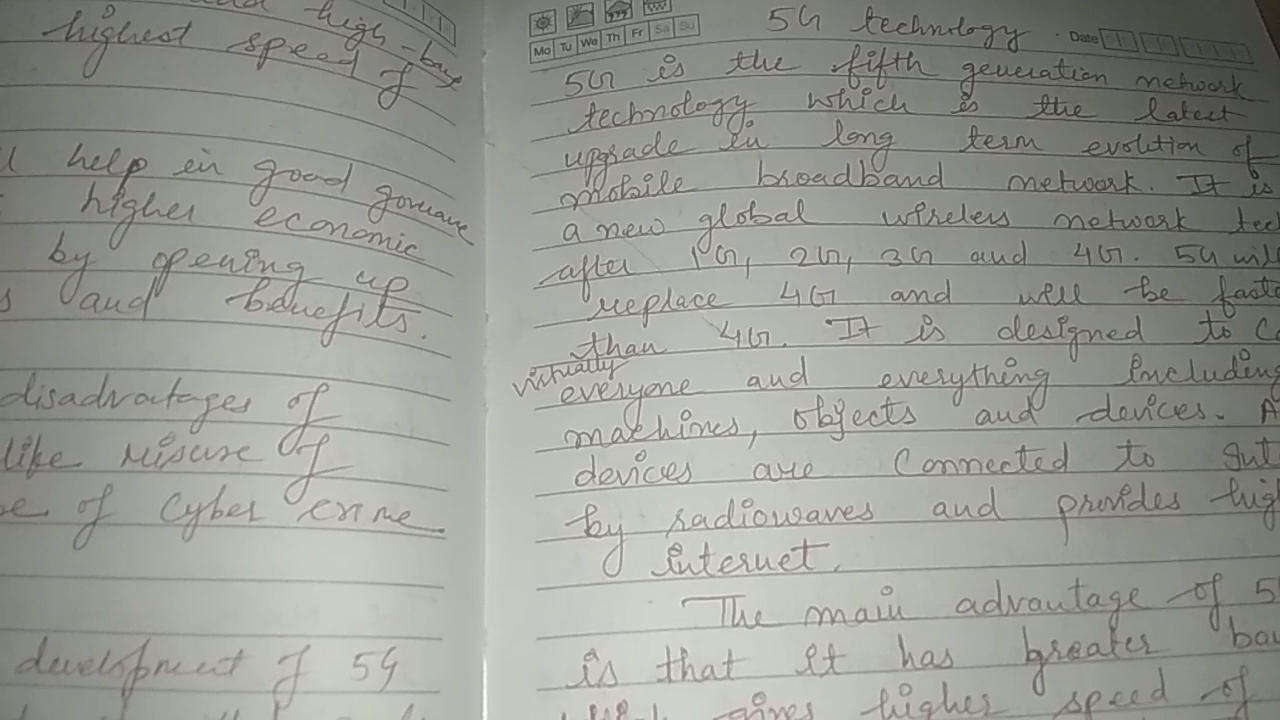 high-
highest speed of
help in good
higher economic
by opening up
and benefits.
disadvantages of
like misuse of
of Cyber crime.
development of 5G
Mo Tu We Th Fr Sa Su
5G technology
Date
5G is the fifth generation network
technology which is the latest
upgrade in long term evolution of
mobile broadband network. It is
a new global wireless network
after 1G, 2G, 3G and 4G. 5G
replace 4G and will be
than 4G. It is designed to
virtually
everyone and everything including
machines, objects and devices.
devices are Connected to
by radiowaves and provides
internet.
The main advantage of
is that it has greater
gives higher speed of